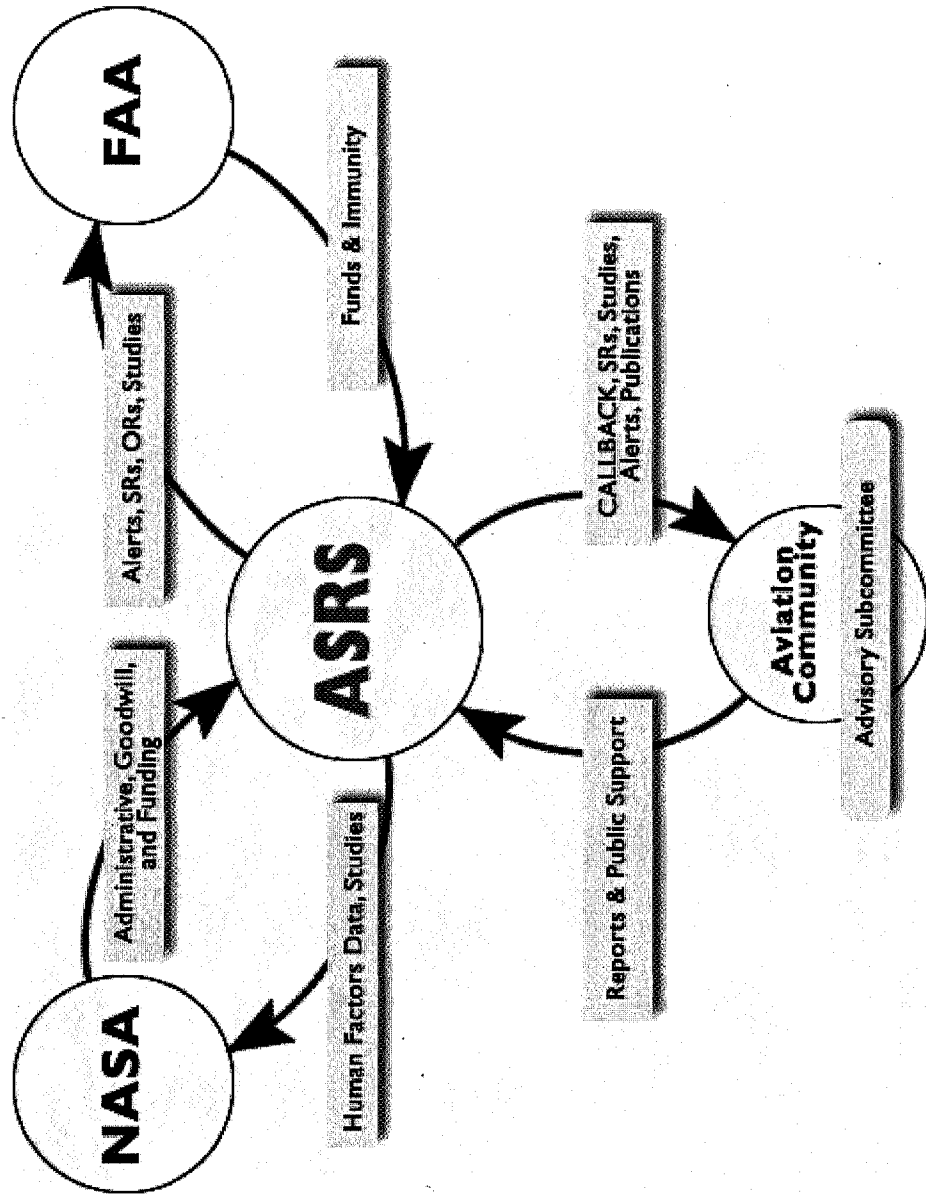 NASA
FAA
Administrative, Goodwill,
and Funding
Alerts, SRs, ORs, Studies
Human Factors Data, Studies
ASRS
Funds & Immunity
Reports & Public Support
CALLBACK, SRs, Studies,
Alerts, Publications
Aviation
Community
Advisory Subcommittee